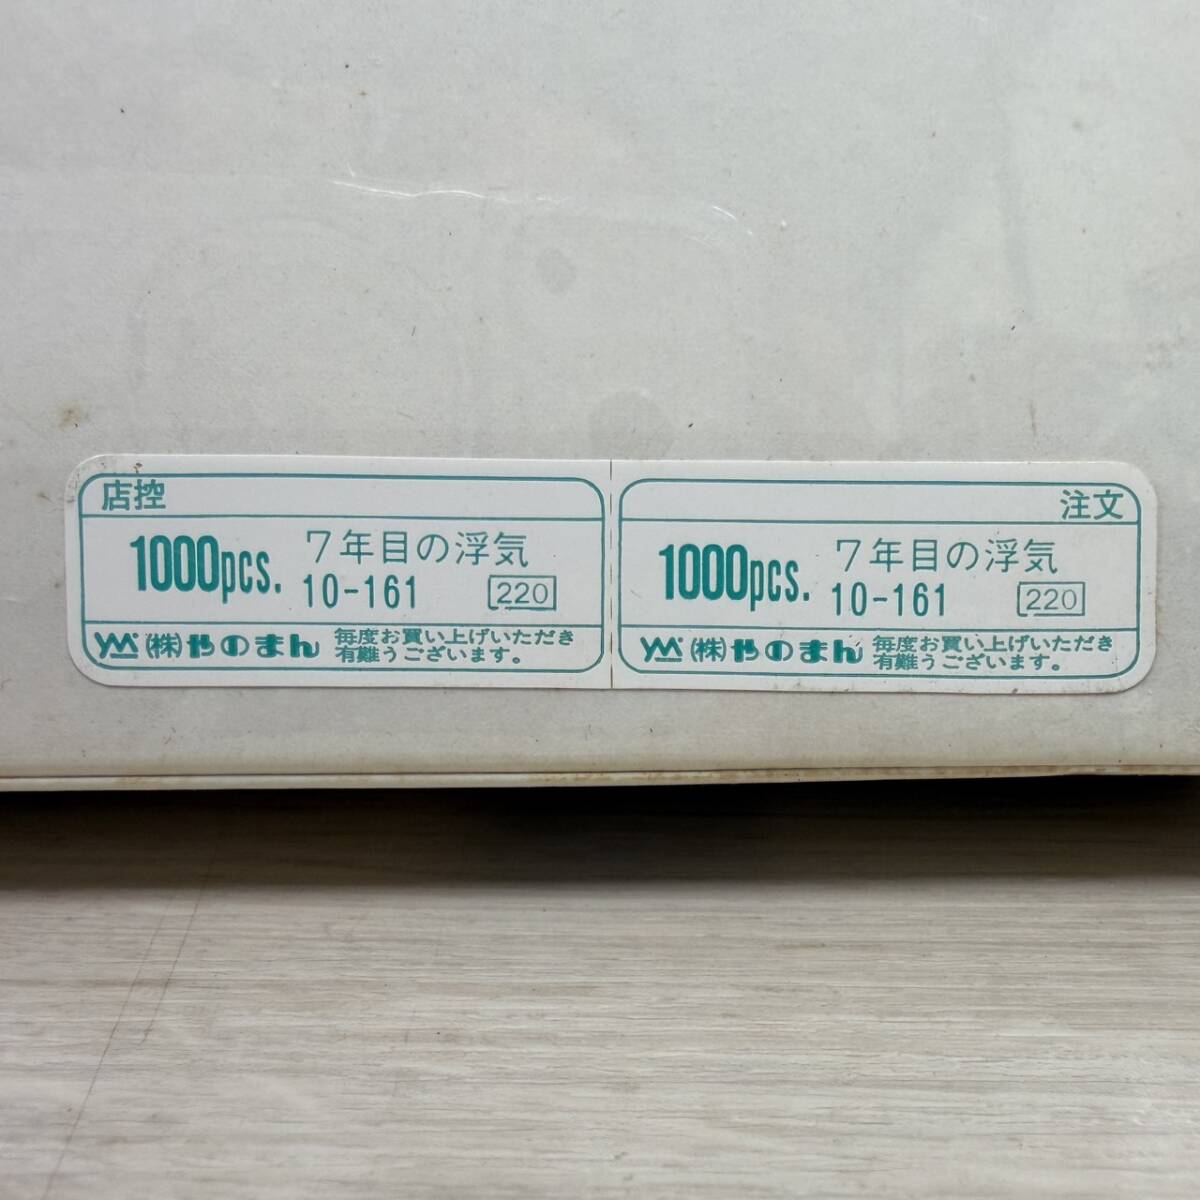 店控
1000pcs. 7年目の浮気
10-161 220
YM (株)やのまん 毎度お買い上げいただき
有難うございます。
注文
1000pcs. 7年目の浮気
10-161 220
YM (株)やのまん 毎度お買い上げいただき
有難うございます。